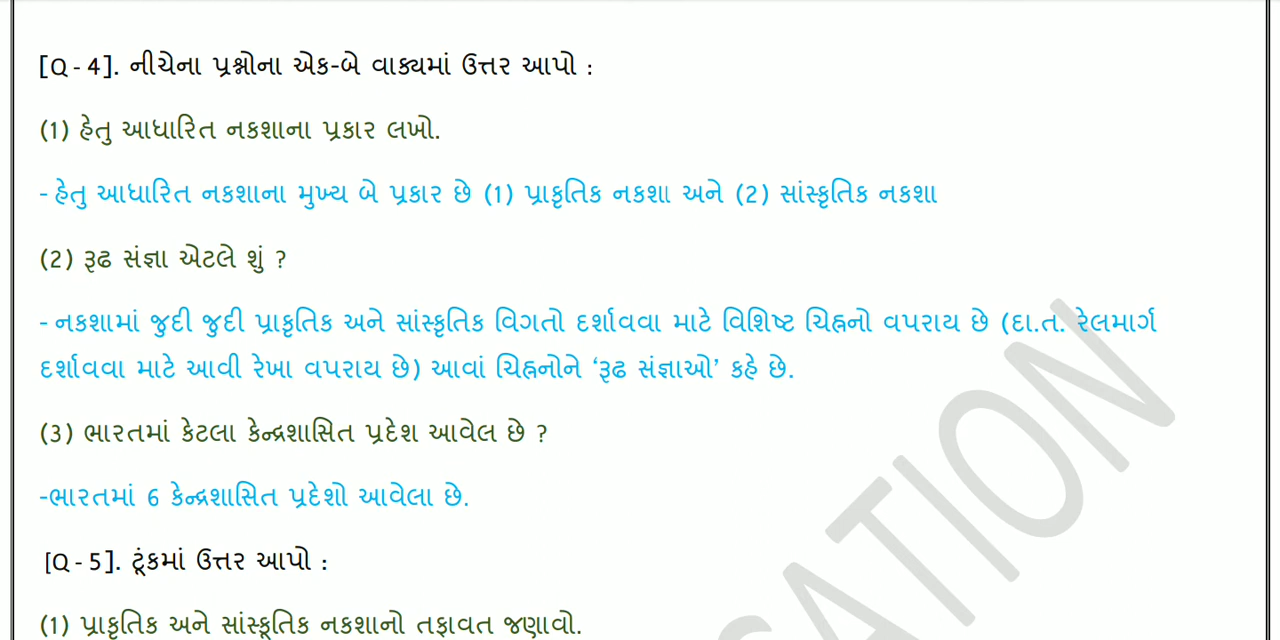 [Q - 4]. નીચેના પ્રશ્નોના એક-બે વાક્યમાં ઉત્તર આપો :
(1) હેતુ આધારિત નકશાના પ્રકાર લખો.
- હેતુ આધારિત નકશાના મુખ્ય બે પ્રકાર છે (1) પ્રાકૃતિક નકશા અને (2) સાંસ્કૃતિક નકશા
(2) રૂઢ સંજ્ઞા એટલે શું ?
- નકશામાં જુદી જુદી પ્રાકૃતિક અને સાંસ્કૃતિક વિગતો દર્શાવવા માટે વિશિષ્ટ ચિહ્નનો વપરાય છે (દા.ત. રેલમાર્ગ
દર્શાવવા માટે આવી રેખા વપરાય છે) આવાં ચિહ્નનોને ‘રૂઢ સંજ્ઞાઓ’ કહે છે.
(3) ભારતમાં કેટલા કેન્દ્રશાસિત પ્રદેશ આવેલ છે ?
-ભારતમાં 6 કેન્દ્રશાસિત પ્રદેશો આવેલા છે.
[Q - 5]. ટૂંકમાં ઉત્તર આપો :
(1) પ્રાકૃતિક અને સાંસ્કૃતિક નકશાનો તફાવત જણાવો.